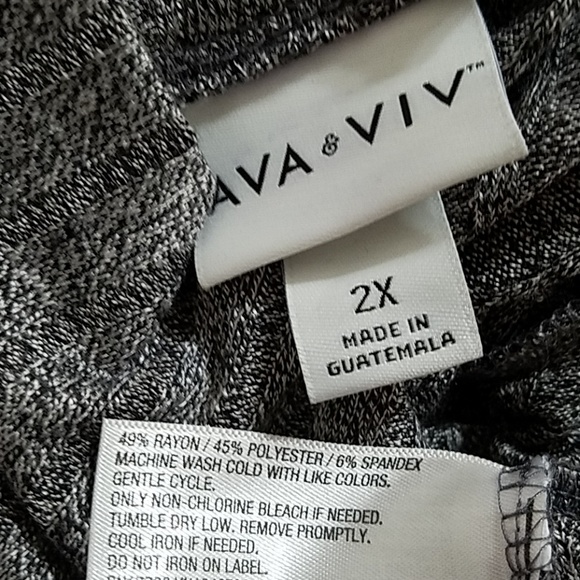 AVA & VIV™
2X
MADE IN
GUATEMALA
49% RAYON / 45% POLYESTER / 6% SPANDEX
MACHINE WASH COLD WITH LIKE COLORS.
GENTLE CYCLE.
ONLY NON-CHLORINE BLEACH IF NEEDED.
TUMBLE DRY LOW. REMOVE PROMPTLY.
COOL IRON IF NEEDED.
DO NOT IRON ON LABEL.